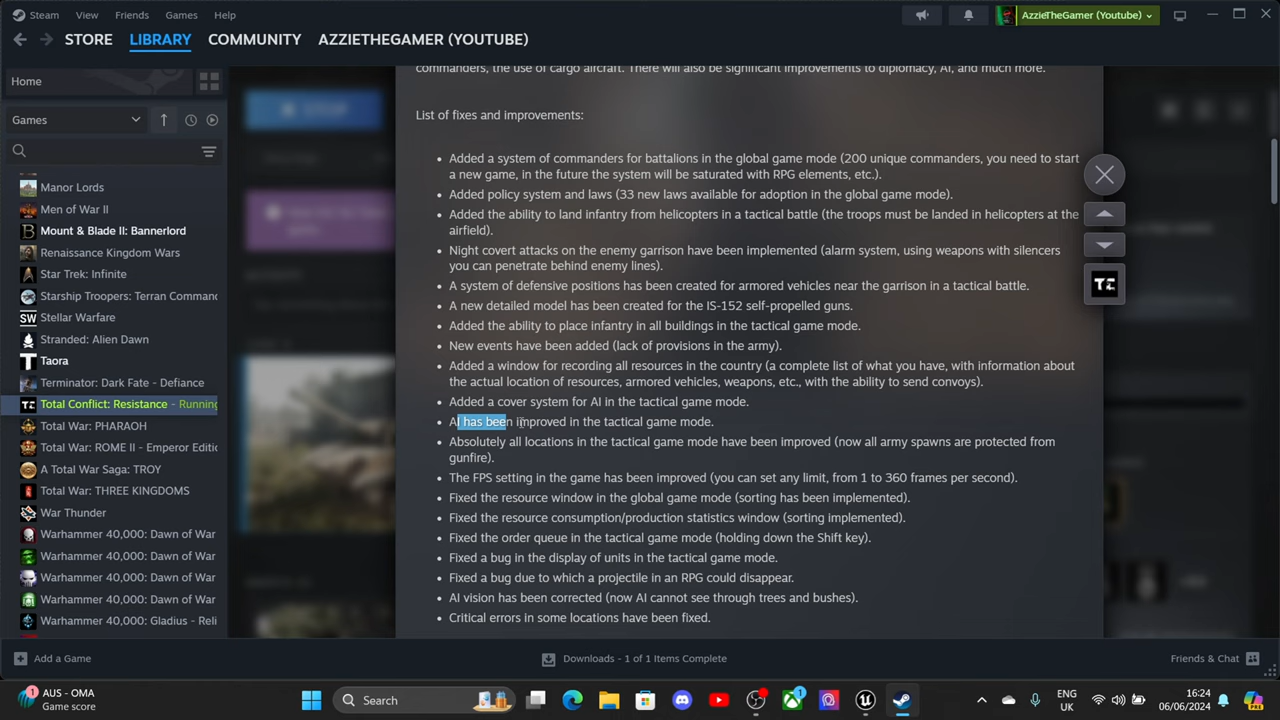 Steam View Friends Games Help
AzzieTheGamer (Youtube)
STORE LIBRARY COMMUNITY AZZIETHEGAMER (YOUTUBE)
Home
Games
Manor Lords
Men of War II
Mount & Blade II: Bannerlord
Renaissance Kingdom Wars
Star Trek: Infinite
Starship Troopers: Terran Command
Stellar Warfare
Stranded: Alien Dawn
Taora
Terminator: Dark Fate - Defiance
Total Conflict: Resistance - Running
Total War: PHARAOH
Total War: ROME II - Emperor Edition
A Total War Saga: TROY
Total War: THREE KINGDOMS
War Thunder
Warhammer 40,000: Dawn of War
Warhammer 40,000: Dawn of War
Warhammer 40,000: Dawn of War
Warhammer 40,000: Dawn of War
Warhammer 40,000: Gladius - Reli
commanders, the use of cargo aircraft. There will also be significant improvements to diplomacy, AI, and much more.
List of fixes and improvements:
• Added a system of commanders for battalions in the global game mode (200 unique commanders, you need to start
a new game, in the future the system will be saturated with RPG elements, etc.).
• Added policy system and laws (33 new laws available for adoption in the global game mode).
• Added the ability to land infantry from helicopters in a tactical battle (the troops must be landed in helicopters at the
airfield).
• Night covert attacks on the enemy garrison have been implemented (alarm system, using weapons with silencers
you can penetrate behind enemy lines).
• A system of defensive positions has been created for armored vehicles near the garrison in a tactical battle.
• A new detailed model has been created for the IS-152 self-propelled guns.
• Added the ability to place infantry in all buildings in the tactical game mode.
• New events have been added (lack of provisions in the army).
• Added a window for recording all resources in the country (a complete list of what you have, with information about
the actual location of resources, armored vehicles, weapons, etc., with the ability to send convoys).
• Added a cover system for AI in the tactical game mode.
• AI has been improved in the tactical game mode.
• Absolutely all locations in the tactical game mode have been improved (now all army spawns are protected from
gunfire).
• The FPS setting in the game has been improved (you can set any limit, from 1 to 360 frames per second).
• Fixed the resource window in the global game mode (sorting has been implemented).
• Fixed the resource consumption/production statistics window (sorting implemented).
• Fixed the order queue in the tactical game mode (holding down the Shift key).
• Fixed a bug in the display of units in the tactical game mode.
• Fixed a bug due to which a projectile in an RPG could disappear.
• AI vision has been corrected (now AI cannot see through trees and bushes).
• Critical errors in some locations have been fixed.
Add a Game
Downloads - 1 of 1 Items Complete
Friends & Chat
1
AUS - OMA
Game score
Search
1
ENG
UK
16:24
06/06/2024